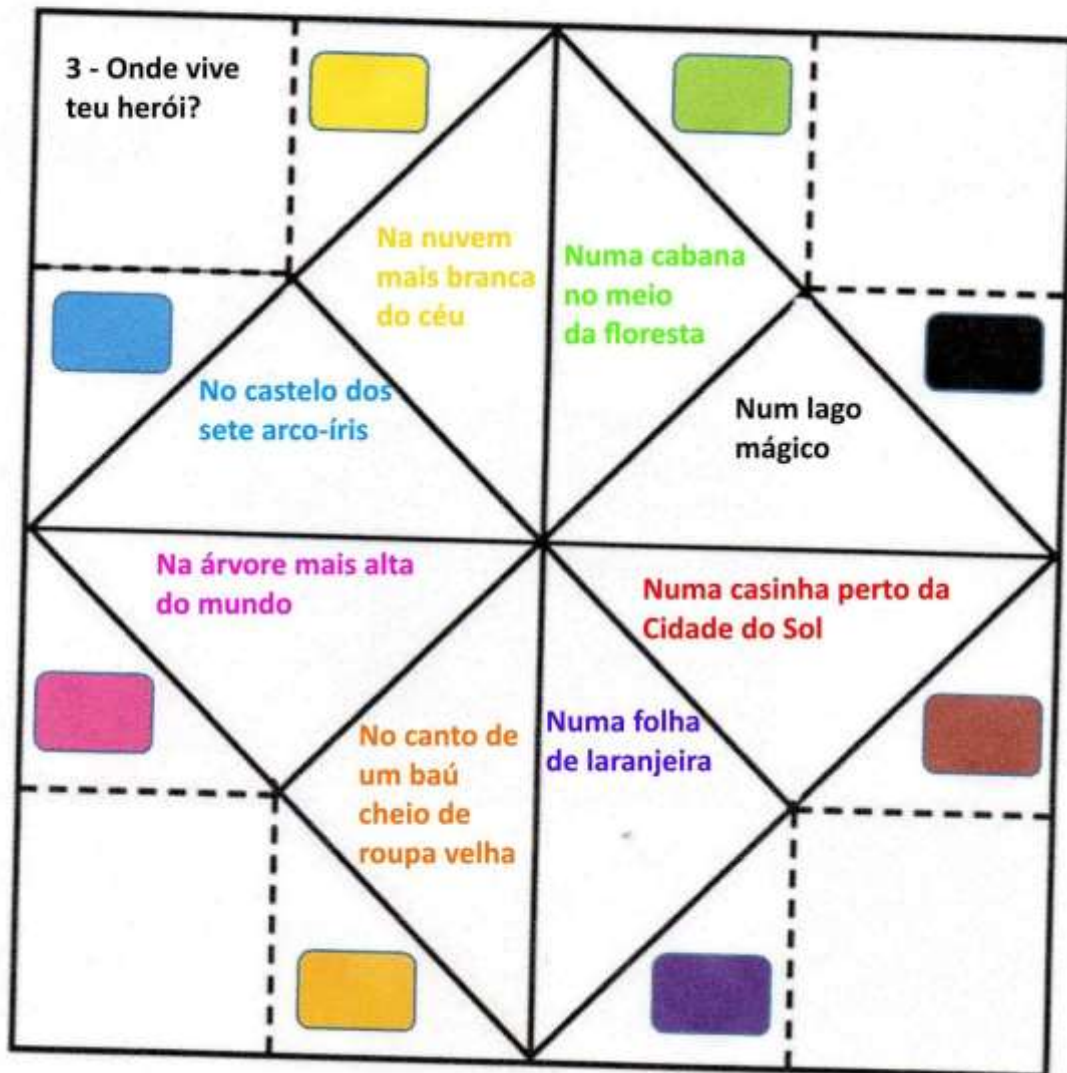 3 - Onde vive
teu herói?
Na nuvem
mais branca
do céu
Numa cabana
no meio
da floresta
No castelo dos
sete arco-íris
Num lago
mágico
Na árvore mais alta
do mundo
Numa casinha perto da
Cidade do Sol
No canto de
um baú
cheio de
roupa velha
Numa folha
de laranjeira